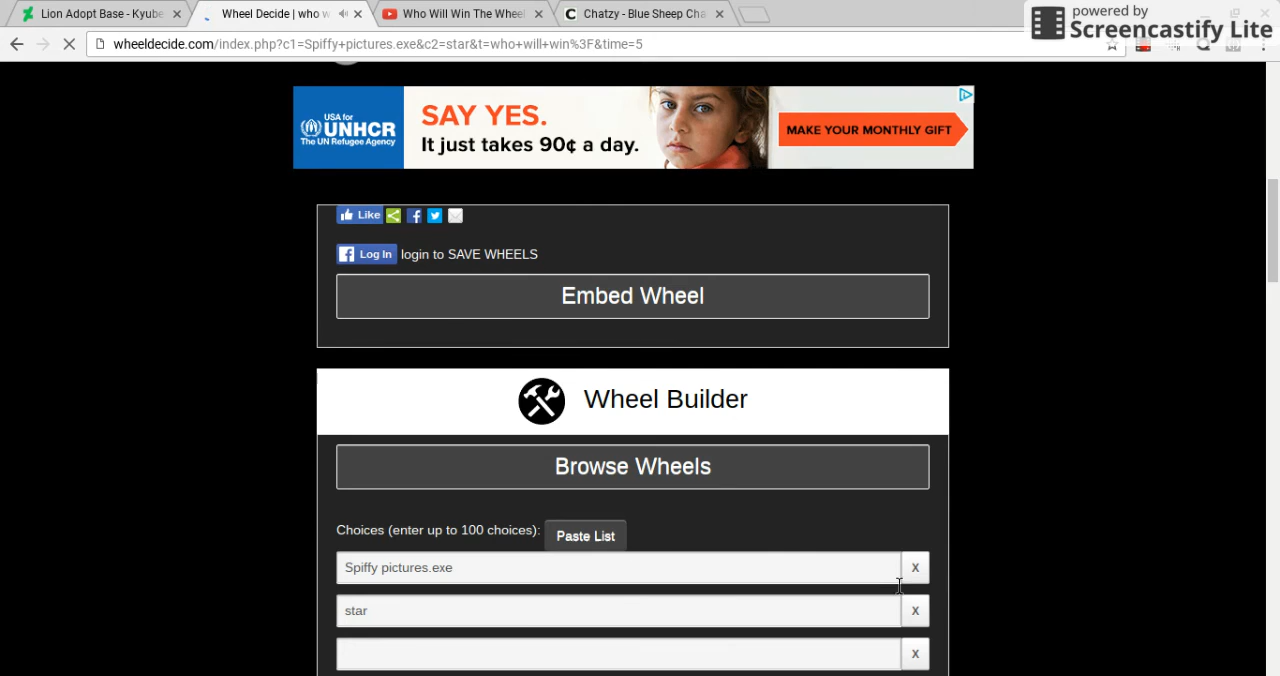 powered by
Screencastify Lite
Lion Adopt Base - Kyube
Wheel Decide | who w
Who Will Win The Wheel
Chatzy - Blue Sheep Cha
wheeldecide.com/index.php?c1=Spiffy+pictures.exe&c2=star&t=who+will+win%3F&time=5
USA for
UNHCR
The UN Refugee Agency
SAY YES.
It just takes 90¢ a day.
MAKE YOUR MONTHLY GIFT
Like
Log In login to SAVE WHEELS
Embed Wheel
Wheel Builder
Browse Wheels
Choices (enter up to 100 choices): Paste List
Spiffy pictures.exe X
star X
X